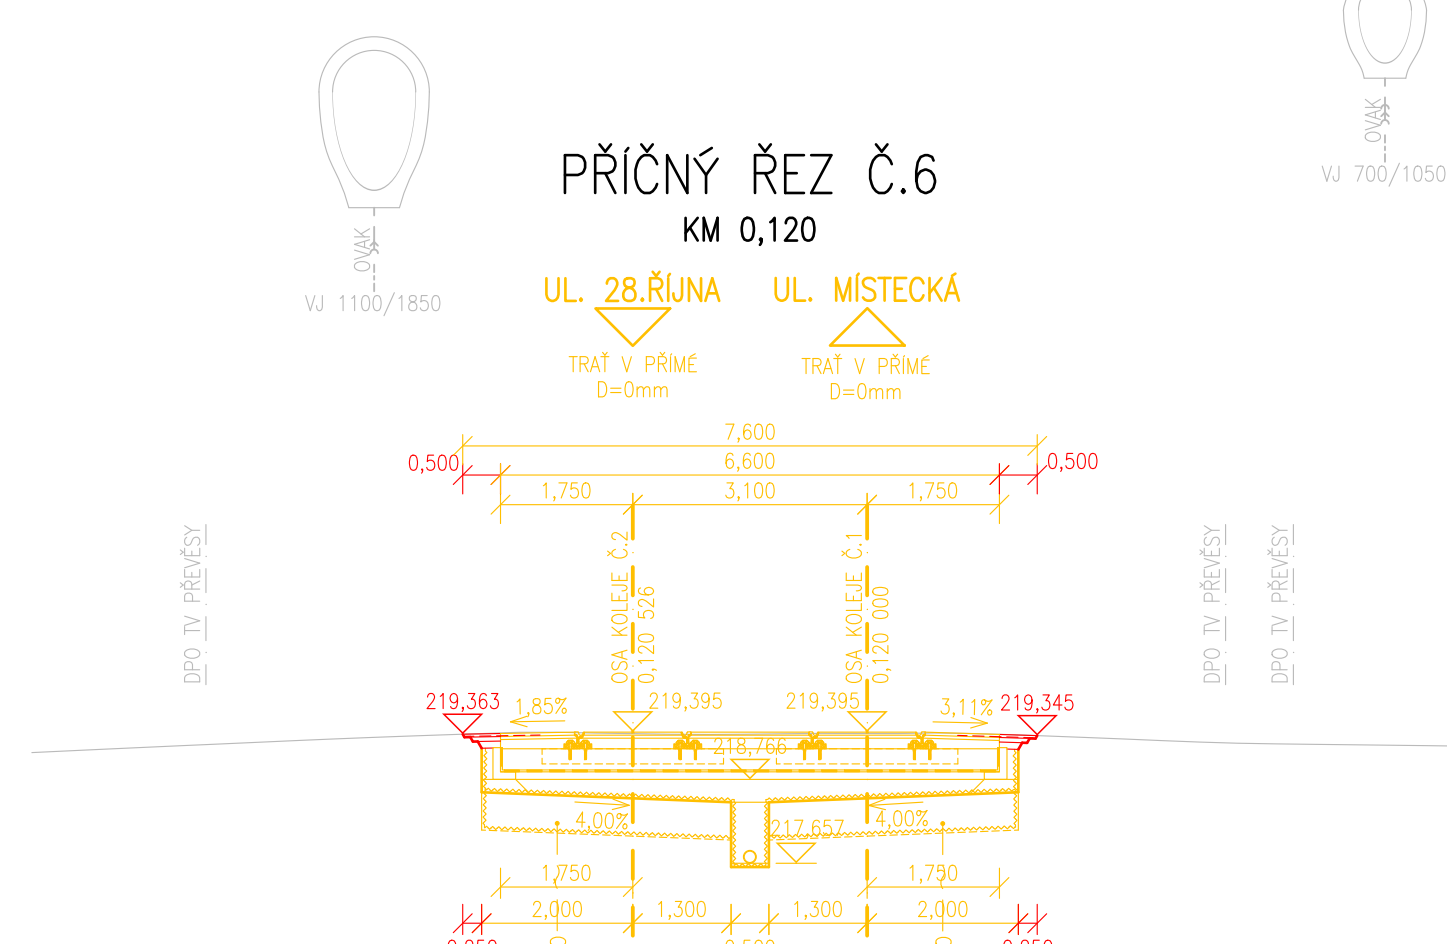 OVAK
VJ 700/1050
PŘÍČNÝ ŘEZ Č.6
KM 0,120
OVAK
VJ 1100/1850
UL. 28.ŘÍJNA
UL. MÍSTECKÁ
TRAŤ V PŘÍMÉ
D=0mm
TRAŤ V PŘÍMÉ
D=0mm
7,600
0,500
6,600
0,500
1,750
3,100
1,750
DPO TV PŘEVĚSY
OSA KOLEJE Č.2
0,120 526
OSA KOLEJE Č.1
0,120 000
DPO TV PŘEVĚSY
DPO TV PŘEVĚSY
219,363
1,85%
219,395
219,395
3,11%
219,345
218,766
4,00%
217,657
4,00%
1,750
1,750
2,000
1,300
1,300
2,000